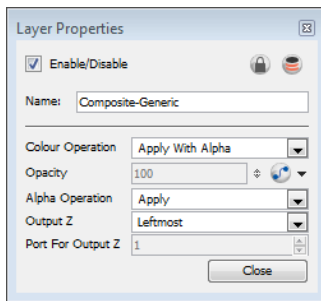 Layer Properties
Enable/Disable
Name: Composite-Generic
Colour Operation Apply With Alpha
Opacity 100
Alpha Operation Apply
Output Z Leftmost
Port For Output Z 1
Close